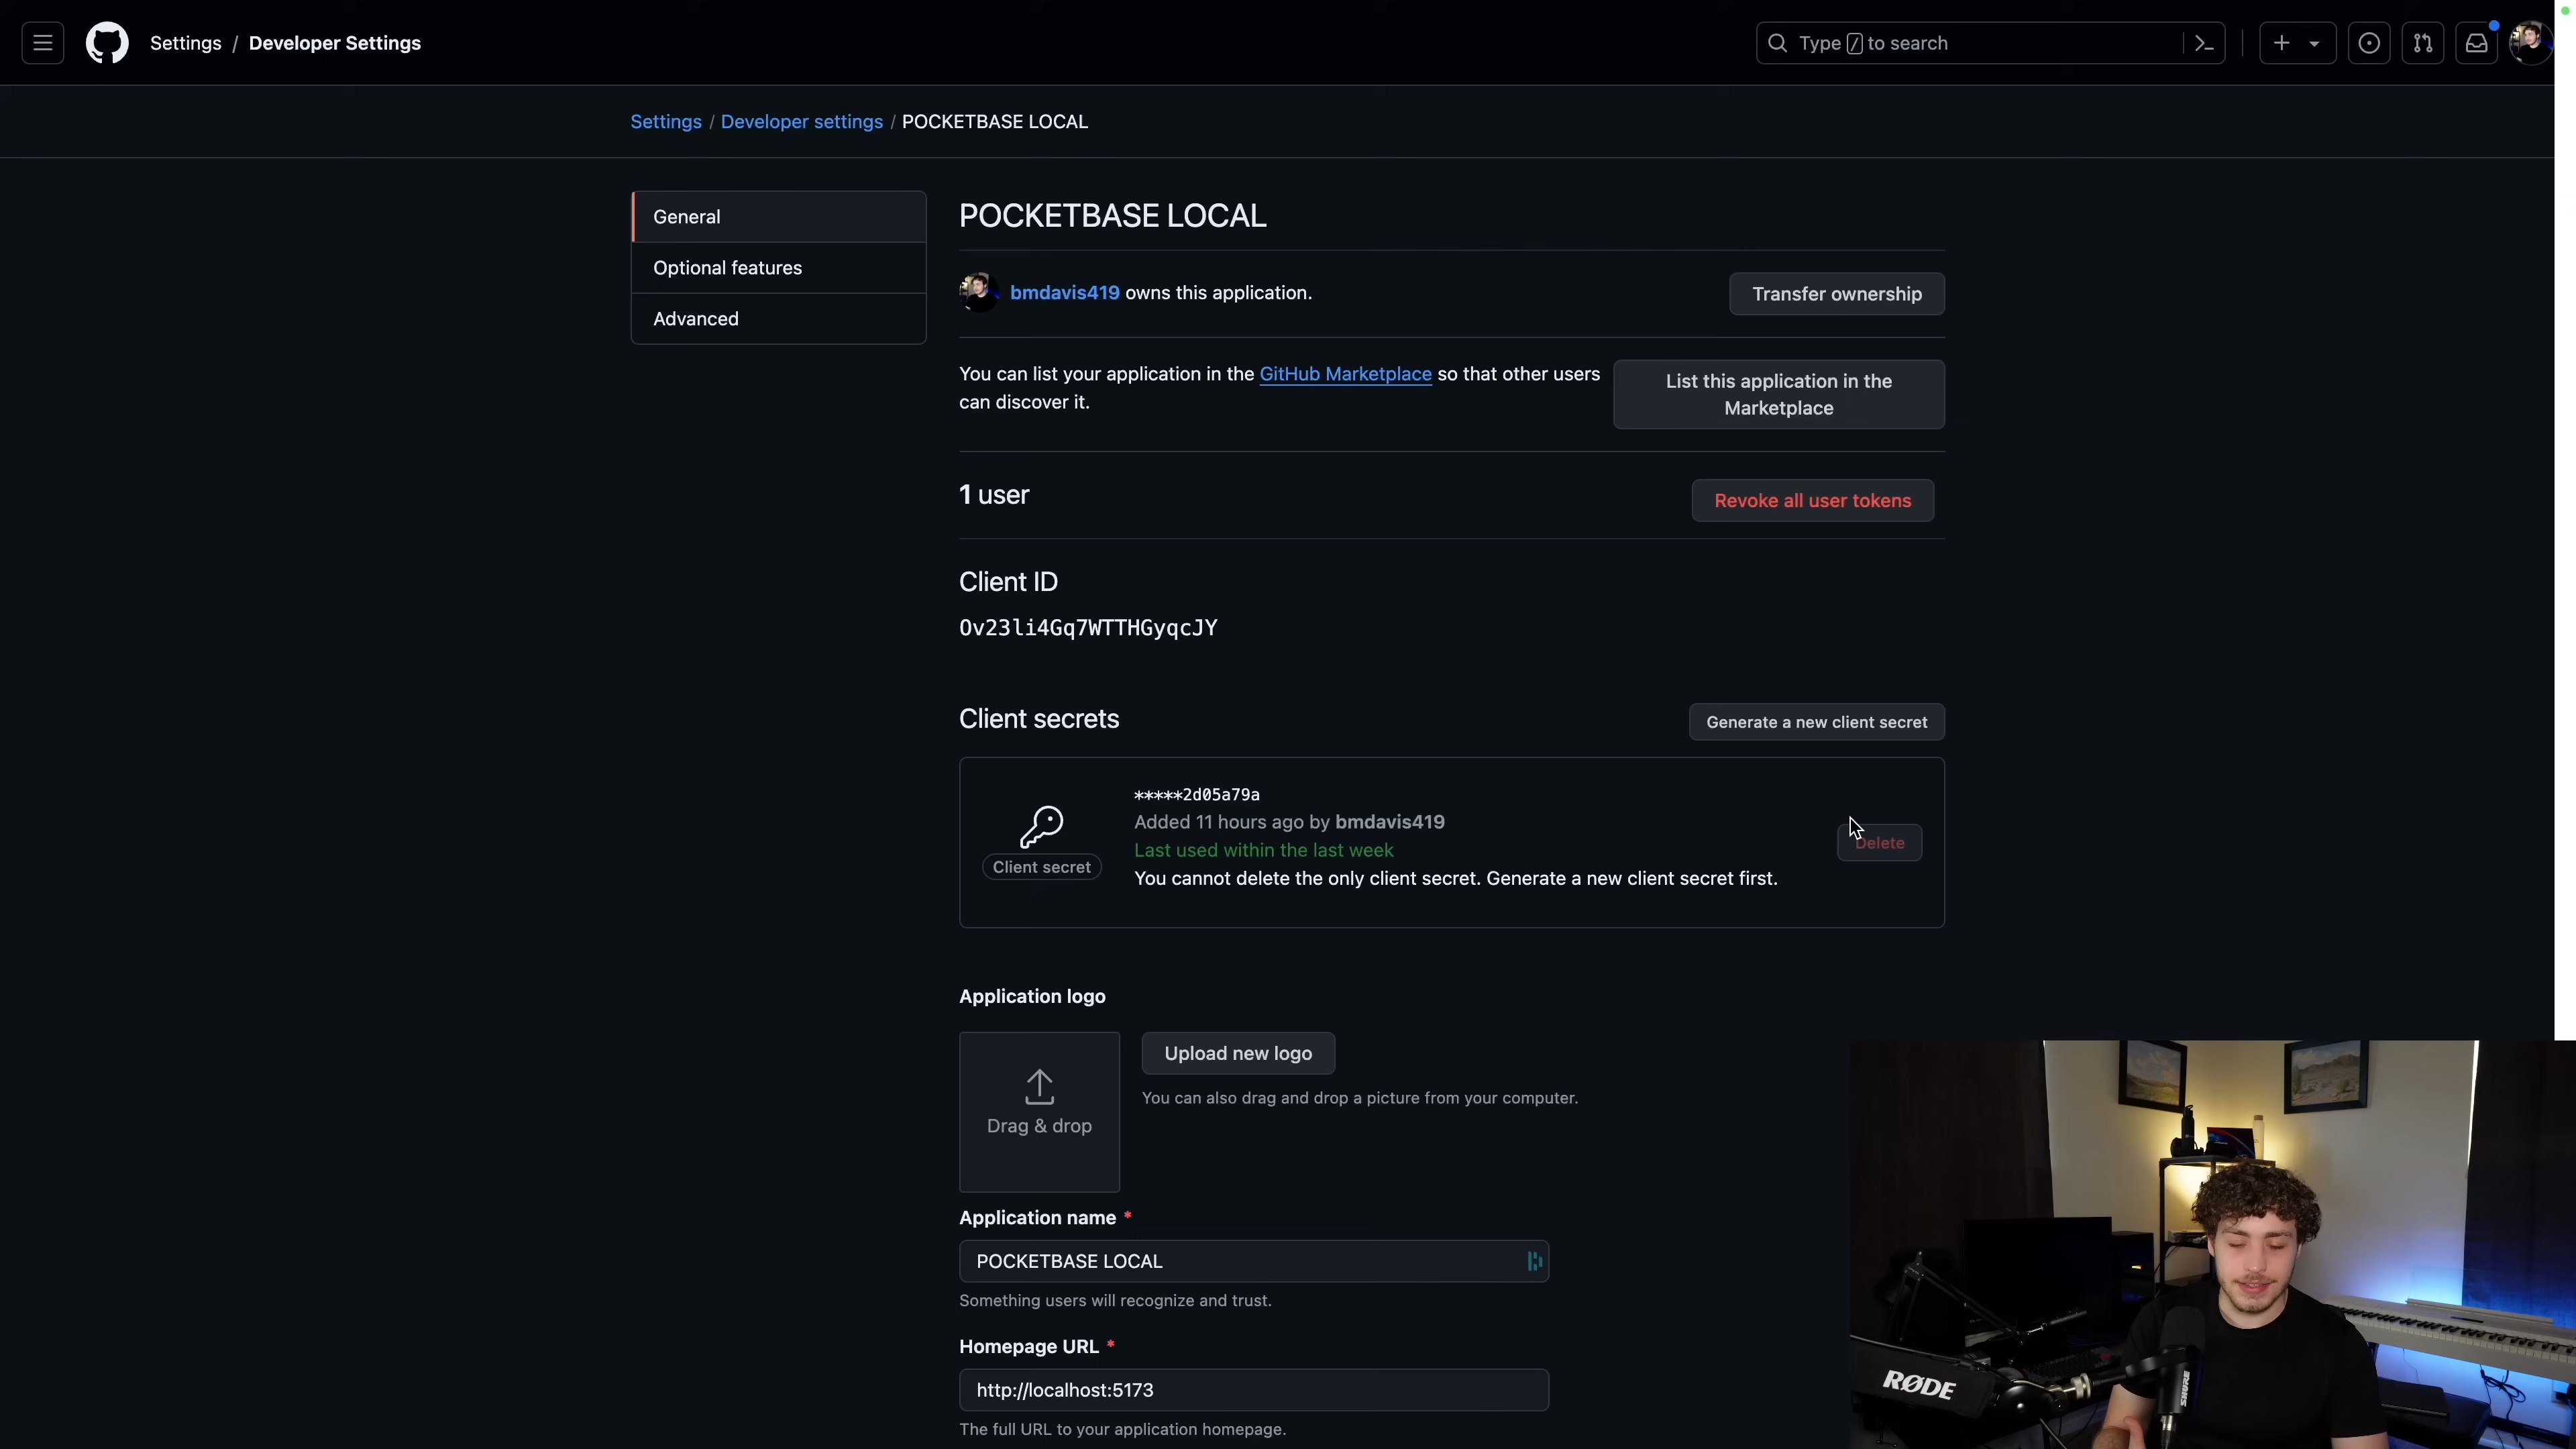 Settings / Developer Settings
Type / to search
Settings / Developer settings / POCKETBASE LOCAL
General
Optional features
Advanced
POCKETBASE LOCAL
bmdavis419 owns this application.
Transfer ownership
You can list your application in the GitHub Marketplace so that other users
can discover it.
List this application in the
Marketplace
1 user
Revoke all user tokens
Client ID
Ov23li4Gq7WTTHGyqcJY
Client secrets
Generate a new client secret
*****2d05a79a
Added 11 hours ago by bmdavis419
Last used within the last week
You cannot delete the only client secret. Generate a new client secret first.
Client secret
Delete
Application logo
Drag & drop
Upload new logo
You can also drag and drop a picture from your computer.
Application name *
POCKETBASE LOCAL
Something users will recognize and trust.
Homepage URL *
http://localhost:5173
The full URL to your application homepage.
RØDE
SHURE